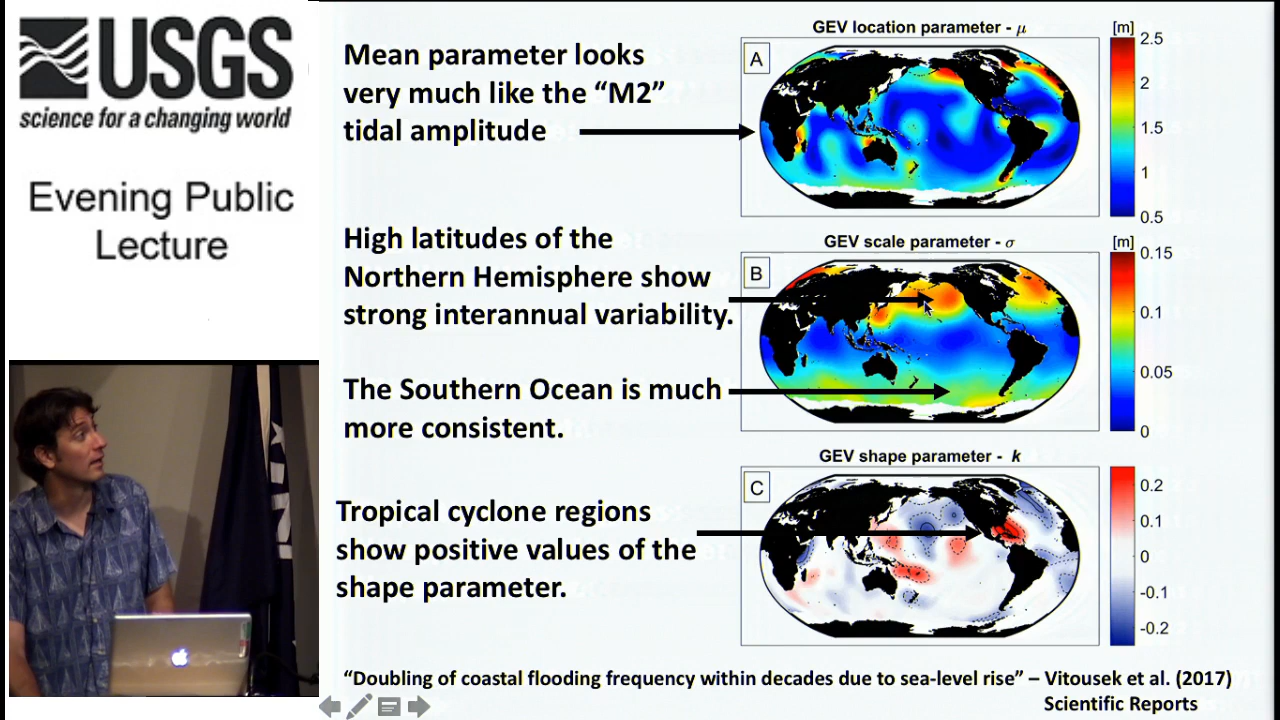 USGS
science for a changing world
Evening Public
Lecture
Mean parameter looks
very much like the “M2”
tidal amplitude
High latitudes of the
Northern Hemisphere show
strong interannual variability.
The Southern Ocean is much
more consistent.
Tropical cyclone regions
show positive values of the
shape parameter.
GEV location parameter - μ
[m]
A
2.5
2
1.5
1
0.5
GEV scale parameter - σ
[m]
B
0.15
0.1
0.05
0
GEV shape parameter - k
C
0.2
0.1
0
-0.1
-0.2
“Doubling of coastal flooding frequency within decades due to sea-level rise” – Vitousek et al. (2017)
Scientific Reports